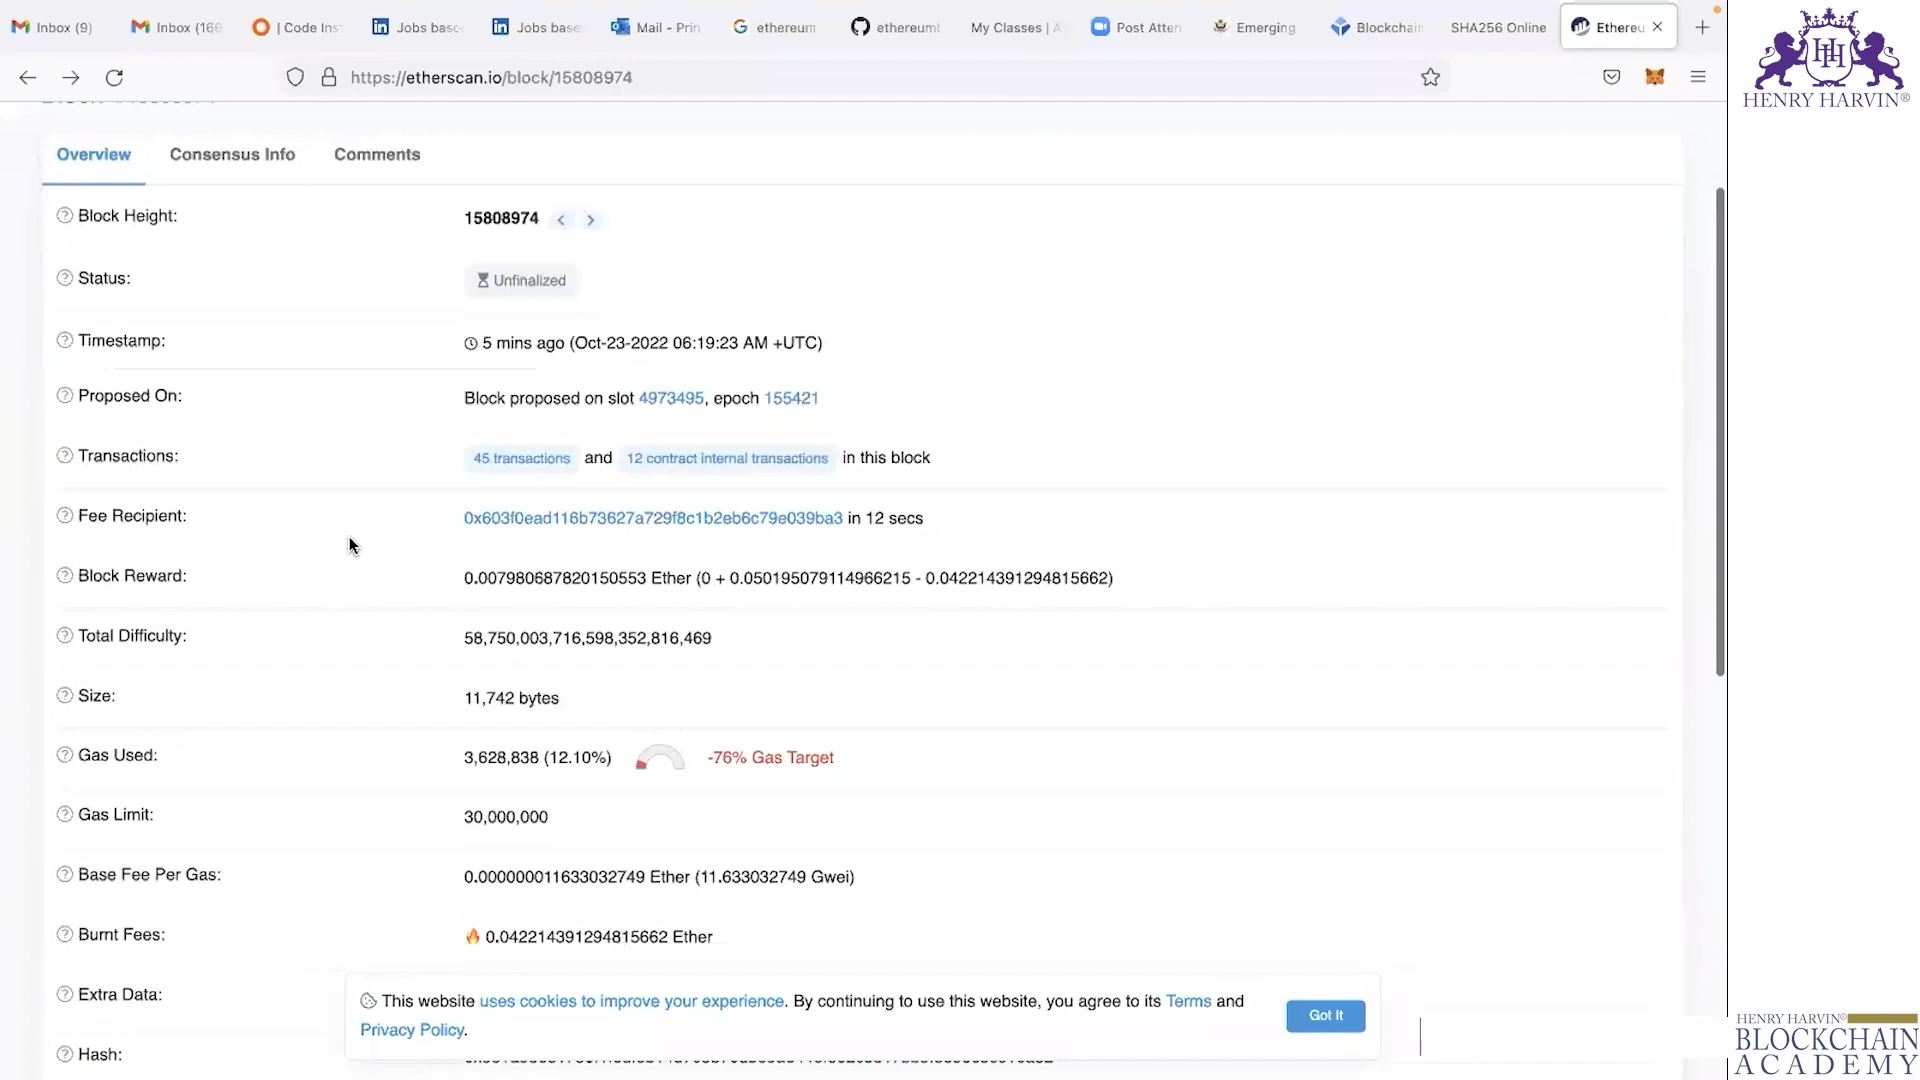 Inbox (9)
Inbox (166
| Code Ins
Jobs base
Jobs base
Mail - Prin
ethereum
ethereumb
My Classes | A
Post Atten
Emerging
Blockchain
SHA256 Online
Ethereu
https://etherscan.io/block/15808974
HENRY HARVIN®
Overview
Consensus Info
Comments
Block Height:
15808974
Status:
Unfinalized
Timestamp:
5 mins ago (Oct-23-2022 06:19:23 AM +UTC)
Proposed On:
Block proposed on slot 4973495, epoch 155421
Transactions:
45 transactions and 12 contract internal transactions in this block
Fee Recipient:
0x603f0ead116b73627a729f8c1b2eb6c79e039ba3 in 12 secs
Block Reward:
0.007980687820150553 Ether (0 + 0.050195079114966215 - 0.042214391294815662)
Total Difficulty:
58,750,003,716,598,352,816,469
Size:
11,742 bytes
Gas Used:
3,628,838 (12.10%)
-76% Gas Target
Gas Limit:
30,000,000
Base Fee Per Gas:
0.000000011633032749 Ether (11.633032749 Gwei)
Burnt Fees:
0.042214391294815662 Ether
Extra Data:
This website uses cookies to improve your experience. By continuing to use this website, you agree to its Terms and
Privacy Policy.
Got It
Hash:
HENRY HARVIN®
BLOCKCHAIN
ACADEMY